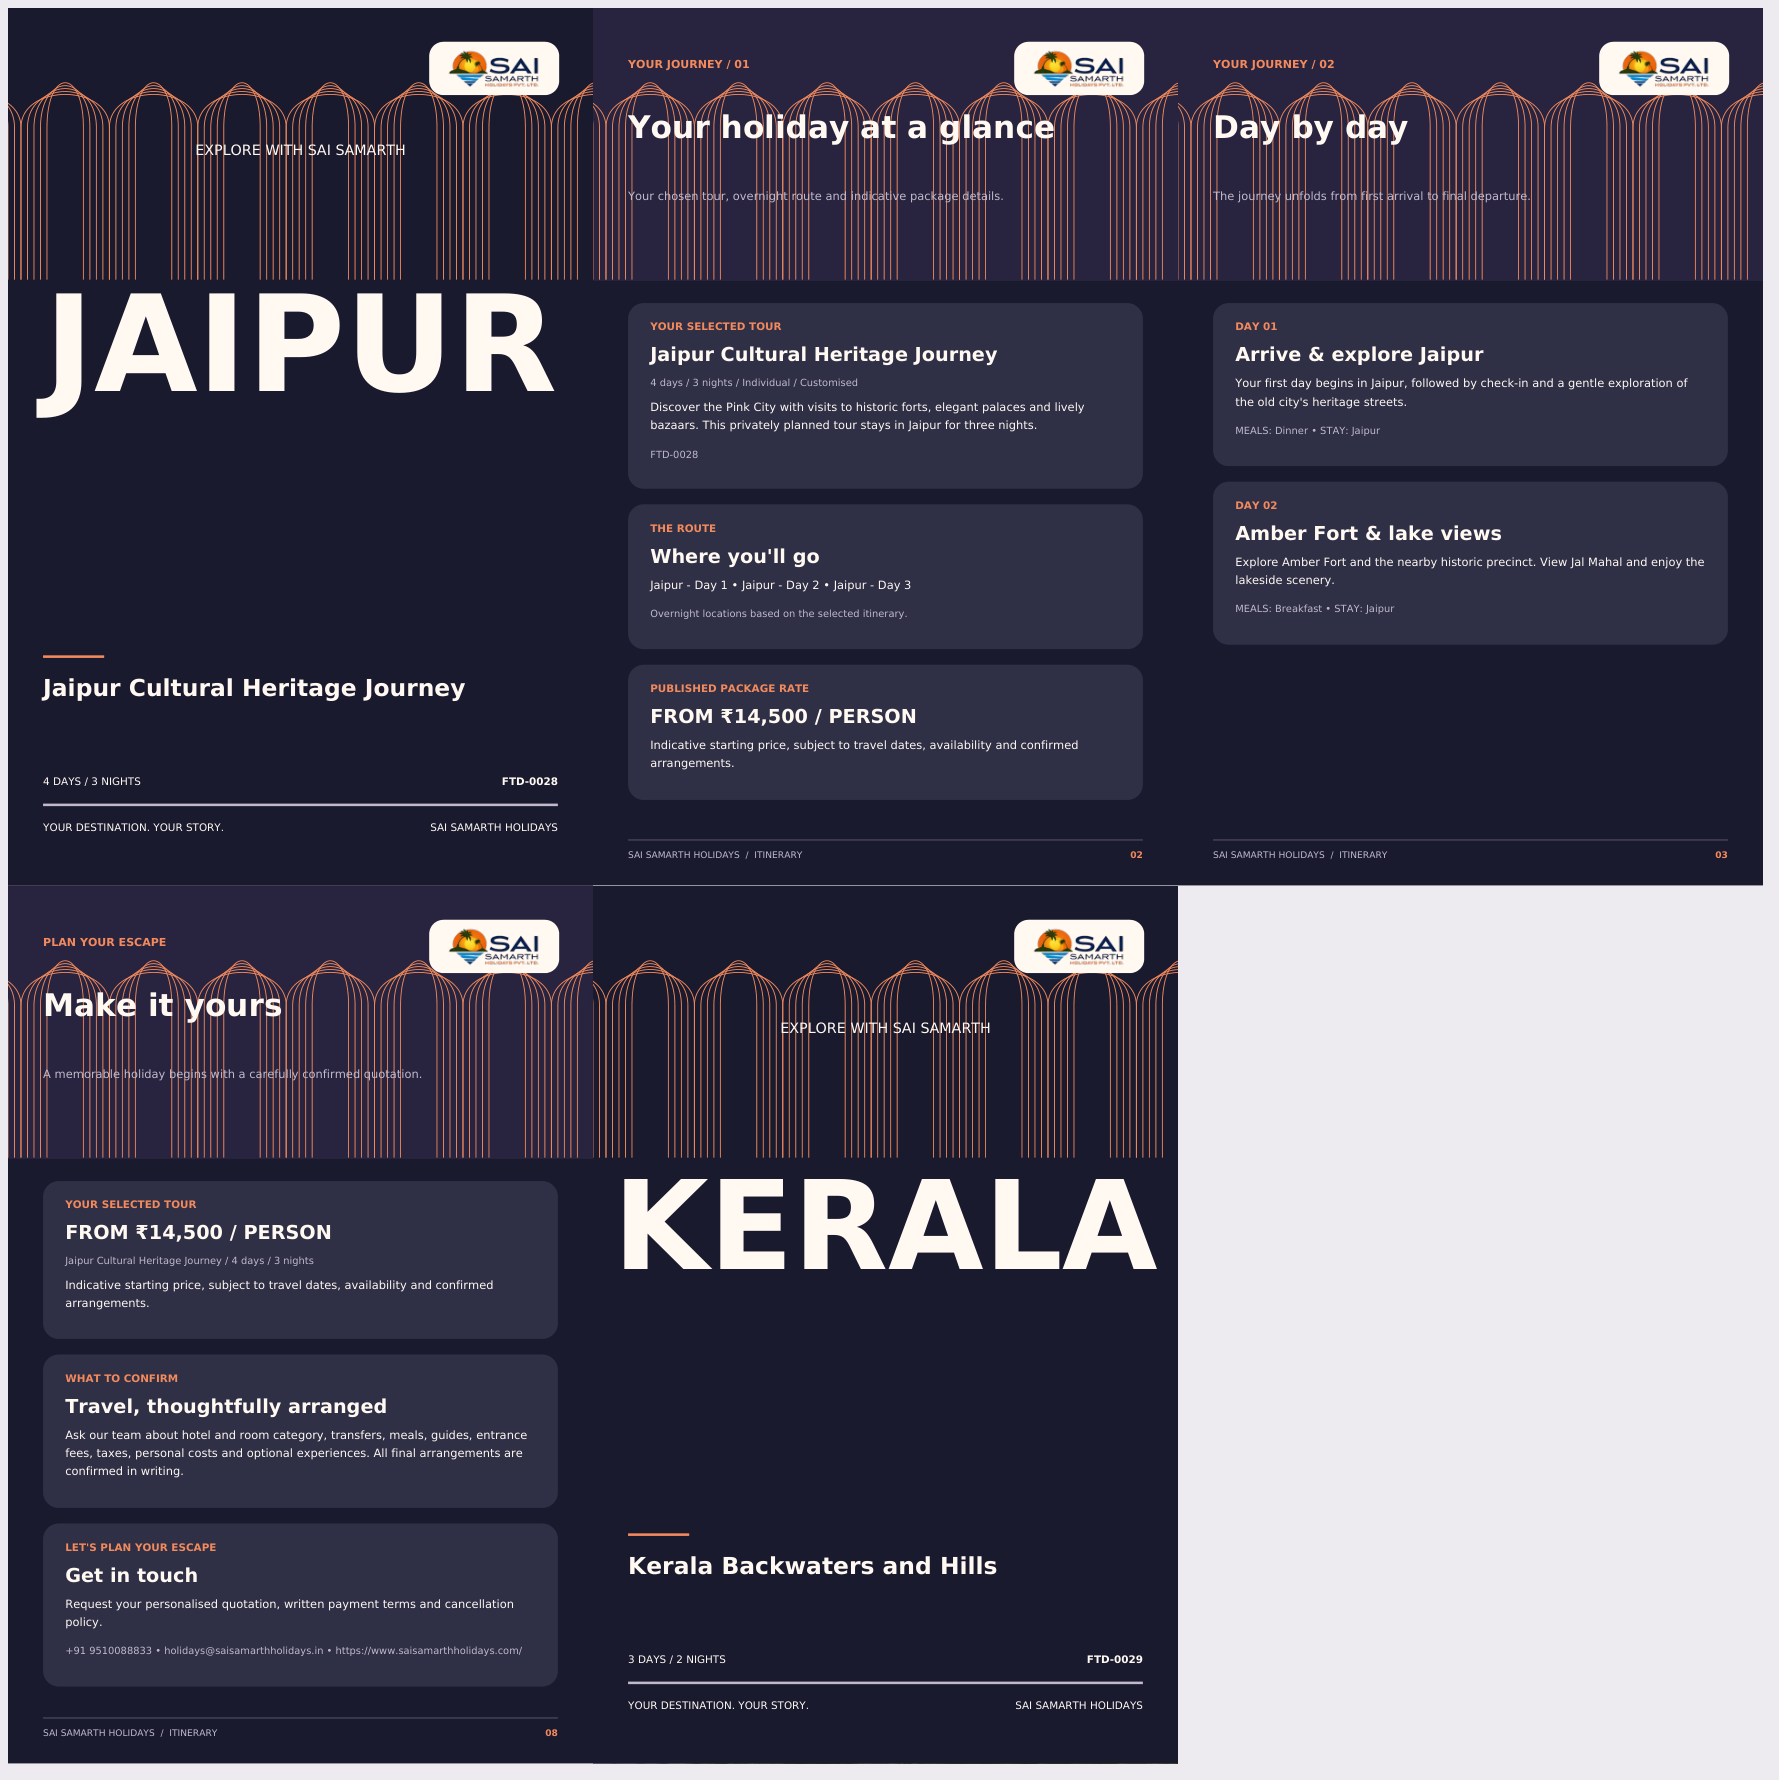 SAI
SAMARTH
HOLIDAYS PVT. LTD.
EXPLORE WITH SAI SAMARTH
JAIPUR
Jaipur Cultural Heritage Journey
4 DAYS / 3 NIGHTS
FTD-0028
YOUR DESTINATION. YOUR STORY.
SAI SAMARTH HOLIDAYS
YOUR JOURNEY / 01
SAI
SAMARTH
HOLIDAYS PVT. LTD.
Your holiday at a glance
Your chosen tour, overnight route and indicative package details.
YOUR SELECTED TOUR
Jaipur Cultural Heritage Journey
4 days / 3 nights / Individual / Customised
Discover the Pink City with visits to historic forts, elegant palaces and lively
bazaars. This privately planned tour stays in Jaipur for three nights.
FTD-0028
THE ROUTE
Where you'll go
Jaipur - Day 1 • Jaipur - Day 2 • Jaipur - Day 3
Overnight locations based on the selected itinerary.
PUBLISHED PACKAGE RATE
FROM ₹14,500 / PERSON
Indicative starting price, subject to travel dates, availability and confirmed
arrangements.
SAI SAMARTH HOLIDAYS / ITINERARY
02
YOUR JOURNEY / 02
SAI
SAMARTH
HOLIDAYS PVT. LTD.
Day by day
The journey unfolds from first arrival to final departure.
DAY 01
Arrive & explore Jaipur
Your first day begins in Jaipur, followed by check-in and a gentle exploration of
the old city's heritage streets.
MEALS: Dinner • STAY: Jaipur
DAY 02
Amber Fort & lake views
Explore Amber Fort and the nearby historic precinct. View Jal Mahal and enjoy the
lakeside scenery.
MEALS: Breakfast • STAY: Jaipur
SAI SAMARTH HOLIDAYS / ITINERARY
03
PLAN YOUR ESCAPE
SAI
SAMARTH
HOLIDAYS PVT. LTD.
Make it yours
A memorable holiday begins with a carefully confirmed quotation.
YOUR SELECTED TOUR
FROM ₹14,500 / PERSON
Jaipur Cultural Heritage Journey / 4 days / 3 nights
Indicative starting price, subject to travel dates, availability and confirmed
arrangements.
WHAT TO CONFIRM
Travel, thoughtfully arranged
Ask our team about hotel and room category, transfers, meals, guides, entrance
fees, taxes, personal costs and optional experiences. All final arrangements are
confirmed in writing.
LET'S PLAN YOUR ESCAPE
Get in touch
Request your personalised quotation, written payment terms and cancellation
policy.
+91 9510088833 • holidays@saisamarthholidays.in • https://www.saisamarthholidays.com/
SAI SAMARTH HOLIDAYS / ITINERARY
08
SAI
SAMARTH
HOLIDAYS PVT. LTD.
EXPLORE WITH SAI SAMARTH
KERALA
Kerala Backwaters and Hills
3 DAYS / 2 NIGHTS
FTD-0029
YOUR DESTINATION. YOUR STORY.
SAI SAMARTH HOLIDAYS